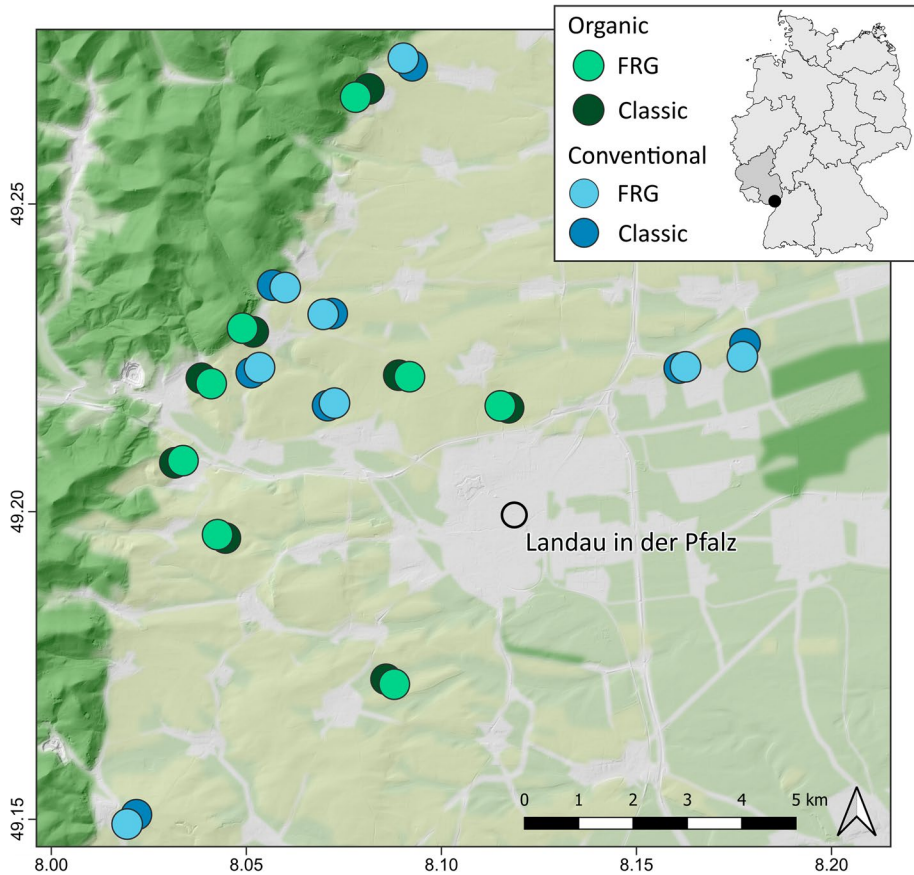 Organic
FRG
Classic
Conventional
FRG
Classic
49.25
49.20
Landau in der Pfalz
49.15
0 1 2 3 4 5 km
8.00 8.05 8.10 8.15 8.20